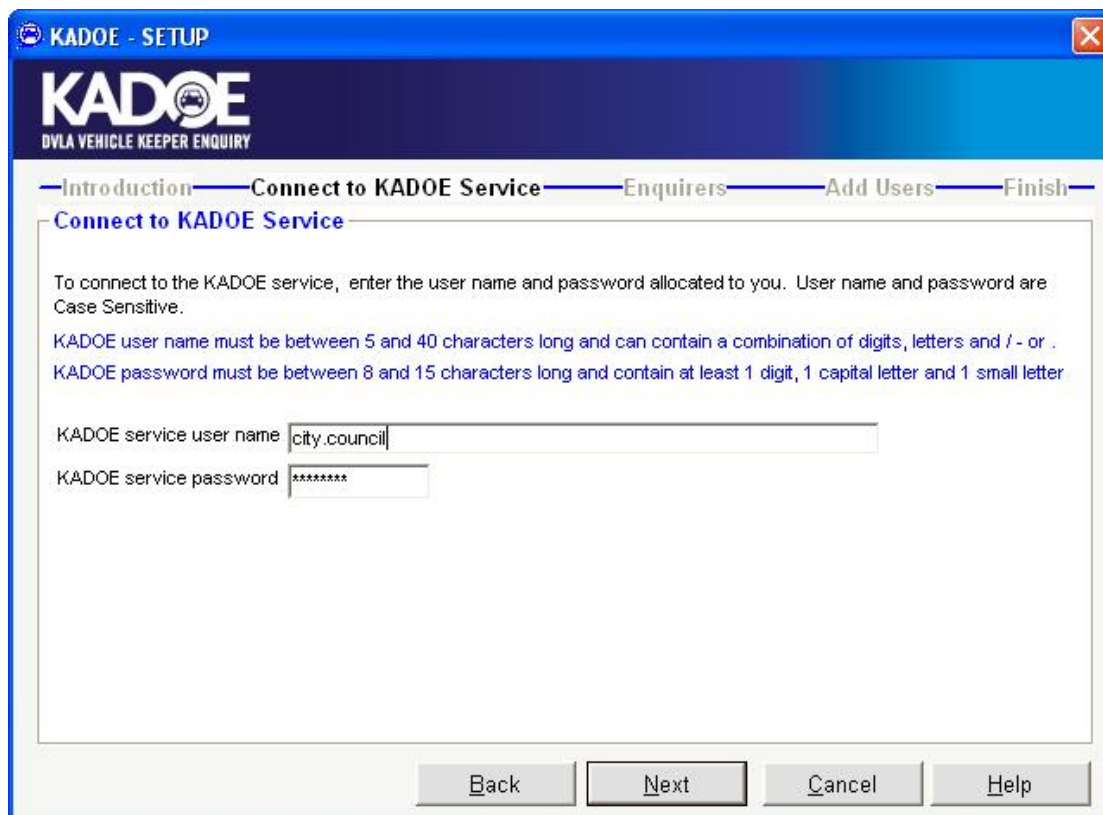 KADOE - SETUP
KADOE
DVLA VEHICLE KEEPER ENQUIRY
Introduction Connect to KADOE Service Enquirers Add Users Finish
Connect to KADOE Service
To connect to the KADOE service, enter the user name and password allocated to you. User name and password are
Case Sensitive.
KADOE user name must be between 5 and 40 characters long and can contain a combination of digits, letters and / - or .
KADOE password must be between 8 and 15 characters long and contain at least 1 digit, 1 capital letter and 1 small letter
KADOE service user name city.council
KADOE service password ********
Back Next Cancel Help